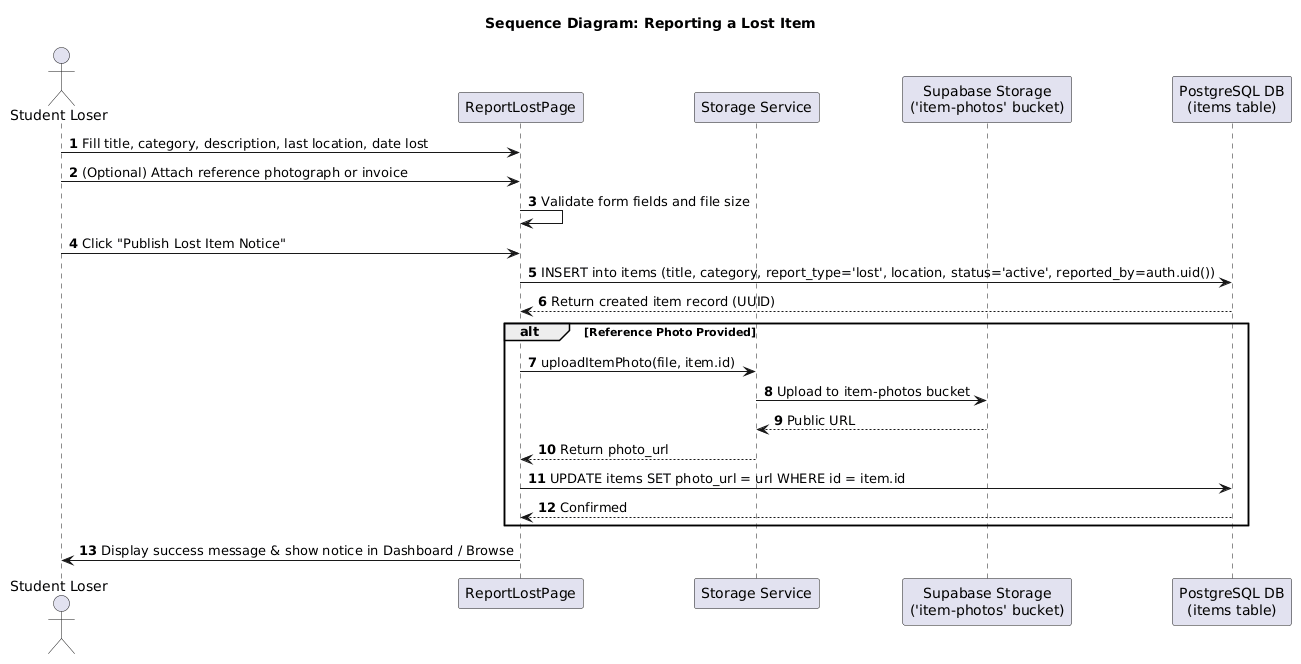 Sequence Diagram: Reporting a Lost Item
Student Loser
ReportLostPage
Storage Service
Supabase Storage
('item-photos' bucket)
PostgreSQL DB
(items table)
1 Fill title, category, description, last location, date lost
2 (Optional) Attach reference photograph or invoice
3 Validate form fields and file size
4 Click "Publish Lost Item Notice"
5 INSERT into items (title, category, report_type='lost', location, status='active', reported_by=auth.uid())
6 Return created item record (UUID)
alt [Reference Photo Provided]
7 uploadItemPhoto(file, item.id)
8 Upload to item-photos bucket
9 Public URL
10 Return photo_url
11 UPDATE items SET photo_url = url WHERE id = item.id
12 Confirmed
13 Display success message & show notice in Dashboard / Browse
Student Loser
ReportLostPage
Storage Service
Supabase Storage
('item-photos' bucket)
PostgreSQL DB
(items table)